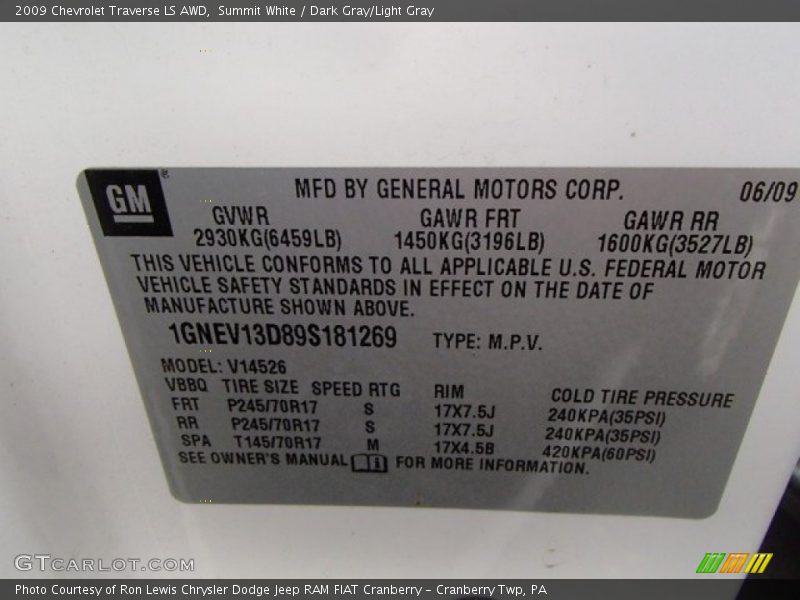 2009 Chevrolet Traverse LS AWD,  Summit White / Dark Gray/Light Gray
GM ®
MFD BY GENERAL MOTORS CORP.
06/09
GVWR GAWR FRT GAWR RR
2930KG(6459LB) 1450KG(3196LB) 1600KG(3527LB)
THIS VEHICLE CONFORMS TO ALL APPLICABLE U.S. FEDERAL MOTOR
VEHICLE SAFETY STANDARDS IN EFFECT ON THE DATE OF
MANUFACTURE SHOWN ABOVE.
1GNEV13D89S181269 TYPE: M.P.V.
MODEL: V14526
VBBQ TIRE SIZE SPEED RTG RIM COLD TIRE PRESSURE
FRT P245/70R17 S 17X7.5J 240KPA(35PSI)
RR P245/70R17 S 17X7.5J 240KPA(35PSI)
SPA T145/70R17 M 17X4.5B 420KPA(60PSI)
SEE OWNER'S MANUAL i FOR MORE INFORMATION.
GTCARLOT.COM
Photo Courtesy of Ron Lewis Chrysler Dodge Jeep RAM FIAT Cranberry – Cranberry Twp, PA